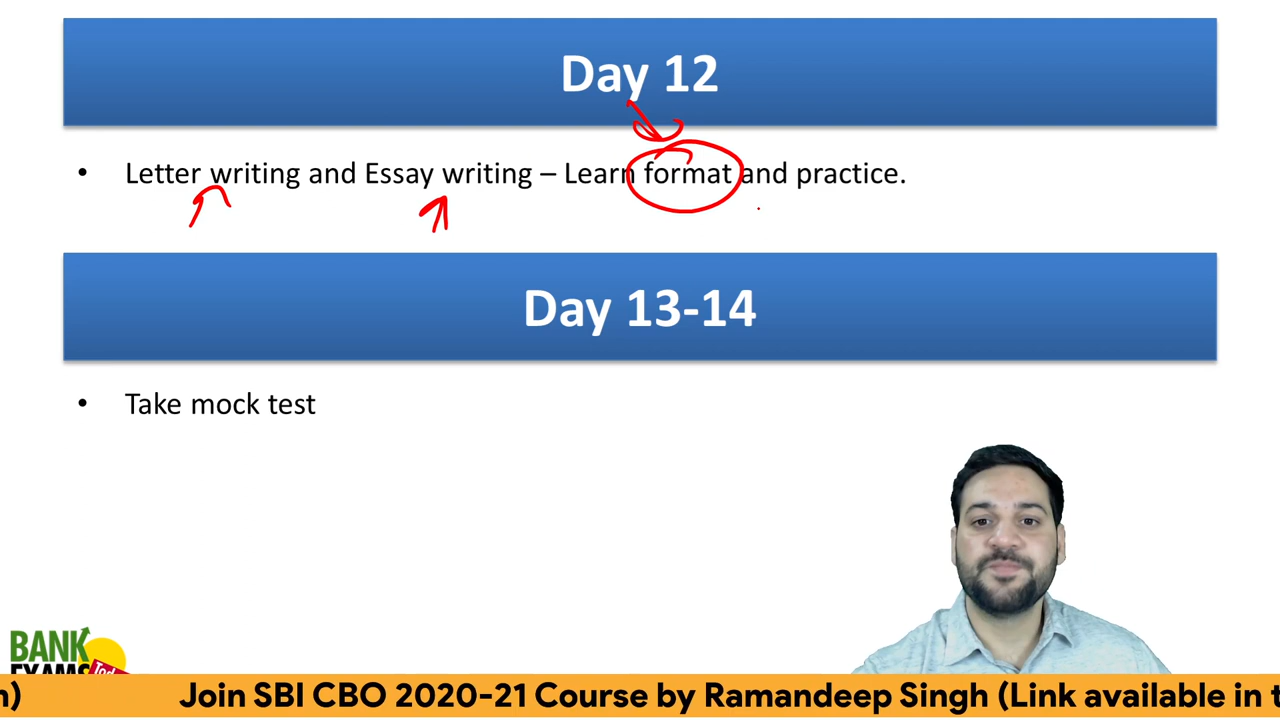 Day 12
• Letter writing and Essay writing – Learn format and practice.
Day 13-14
• Take mock test
BANK
EXAMS
Join SBI CBO 2020-21 Course by Ramandeep Singh (Link available in